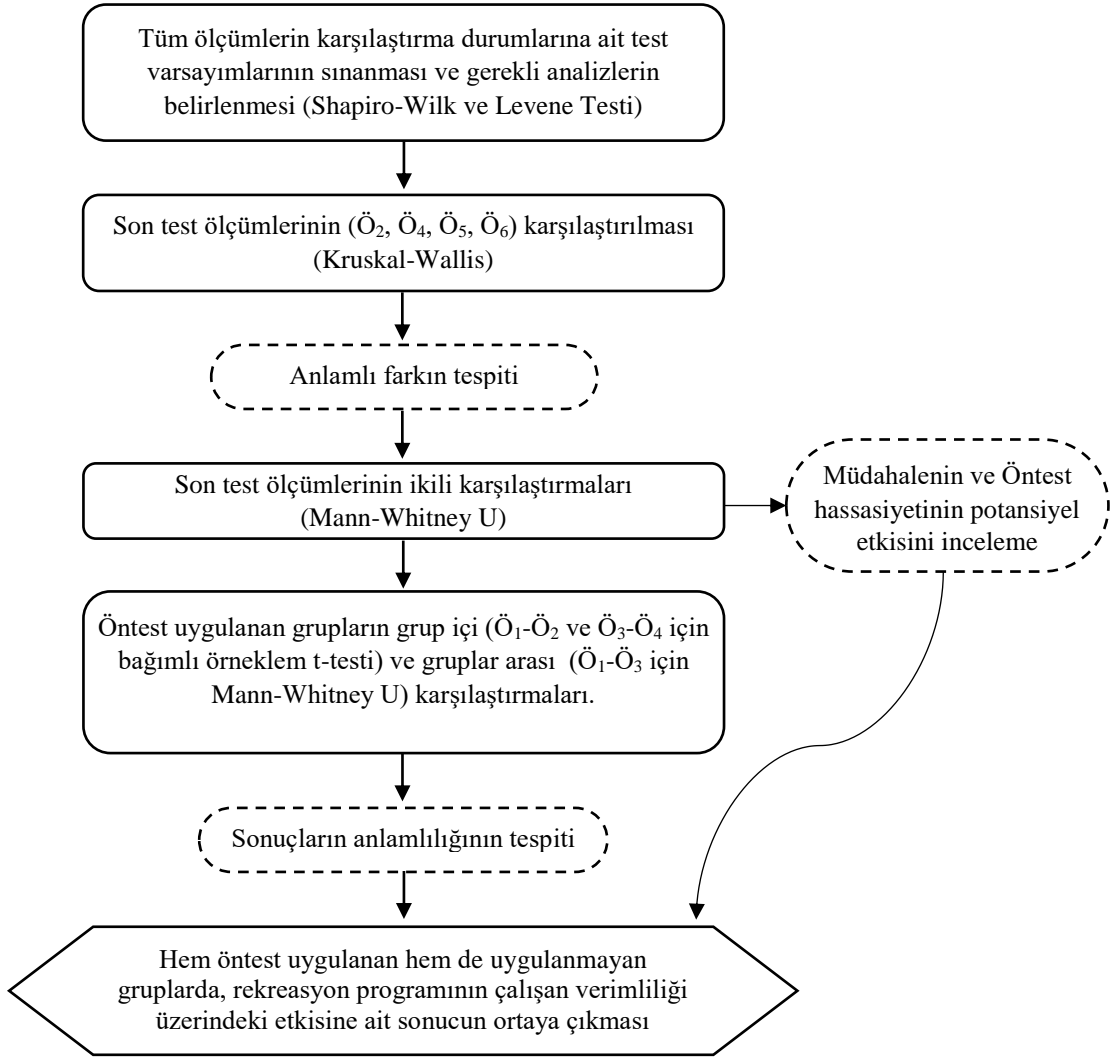 Tüm ölçümlerin karşılaştırma durumlarına ait test
varsayımlarının sınanması ve gerekli analizlerin
belirlenmesi (Shapiro-Wilk ve Levene Testi)
Son test ölçümlerinin (Ö₂, Ö₄, Ö₅, Ö₆) karşılaştırılması
(Kruskal-Wallis)
Anlamlı farkın tespiti
Son test ölçümlerinin ikili karşılaştırmaları
(Mann-Whitney U)
Müdahalenin ve Öntest
hassasiyetinin potansiyel
etkisini inceleme
Öntest uygulanan grupların grup içi (Ö₁-Ö₂ ve Ö₃-Ö₄ için
bağımlı örneklem t-testi) ve gruplar arası (Ö₁-Ö₃ için
Mann-Whitney U) karşılaştırmaları.
Sonuçların anlamlılığının tespiti
Hem öntest uygulanan hem de uygulanmayan
gruplarda, rekreasyon programının çalışan verimliliği
üzerindeki etkisine ait sonucun ortaya çıkması